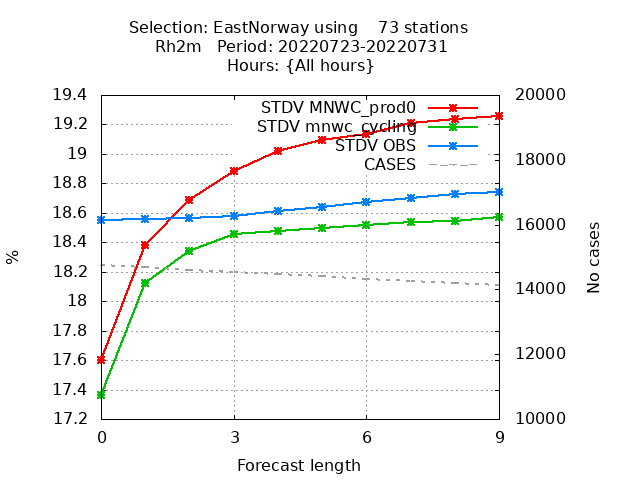 Selection: EastNorway using    73 stations
Rh2m   Period: 20220723-20220731
Hours: {All hours}
STDV MNWC_prod0
STDV mnwc_cycling
STDV OBS
CASES
19.4
19.2
19
18.8
18.6
18.4
18.2
18
17.8
17.6
17.4
17.2
%
20000
18000
16000
14000
12000
10000
No cases
0 3 6 9
Forecast length